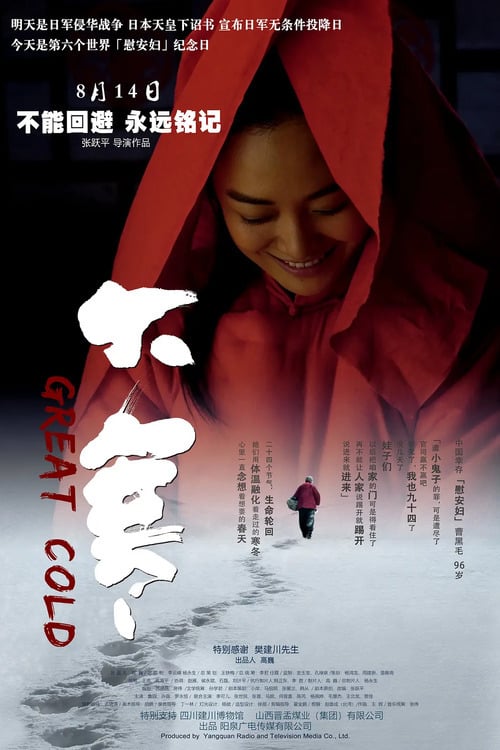 明天是日军侵华战争 日本天皇下诏书 宣布日军无条件投降日
今天是第六个世界「慰安妇」纪念日
8月14日
不能回避 永远铭记
张跃平 导演作品
大寒
GREAT COLD
中国幸存「慰安妇」曹黑毛 96岁
「遭小鬼子的罪，可是遭尽了
官司赢不赢吧
我也九十四了
没几天了
娃子们
以后把咱家的门可是得看住了
再不能让人家说踢开就踢开
说进来就进来」
二十四个节气，生命轮回
她们用体温融化着走过的寒冬
心里一直念想着想要的春天
特别感谢 樊建川先生
出品人 高巍
特别支持 四川建川博物馆 山西晋盂煤业（集团）有限公司
出品 阳泉广电传媒有限公司
Produced by Yangquan Radio and Television Media Co., Ltd.